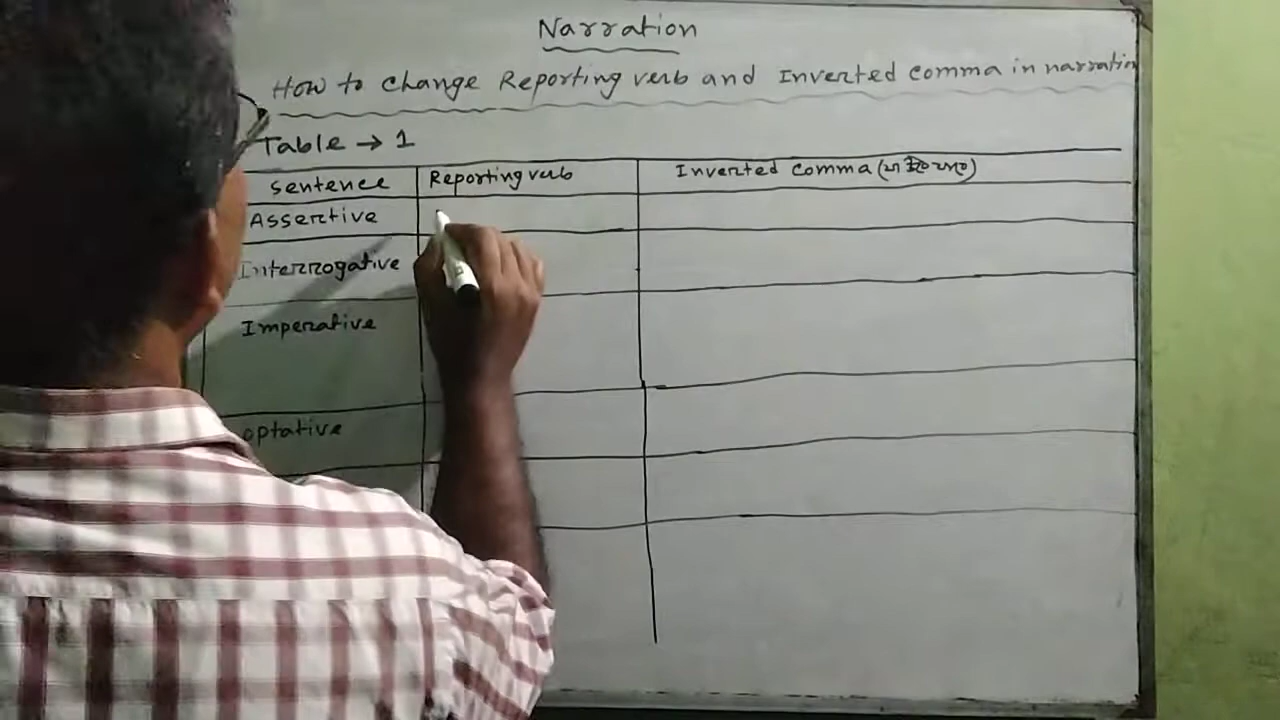 Narration
How to change Reporting verb and Inverted comma in narration
Table → 1
Sentence Reporting verb Inverted comma (
Assertive
Interrogative
Imperative
optative